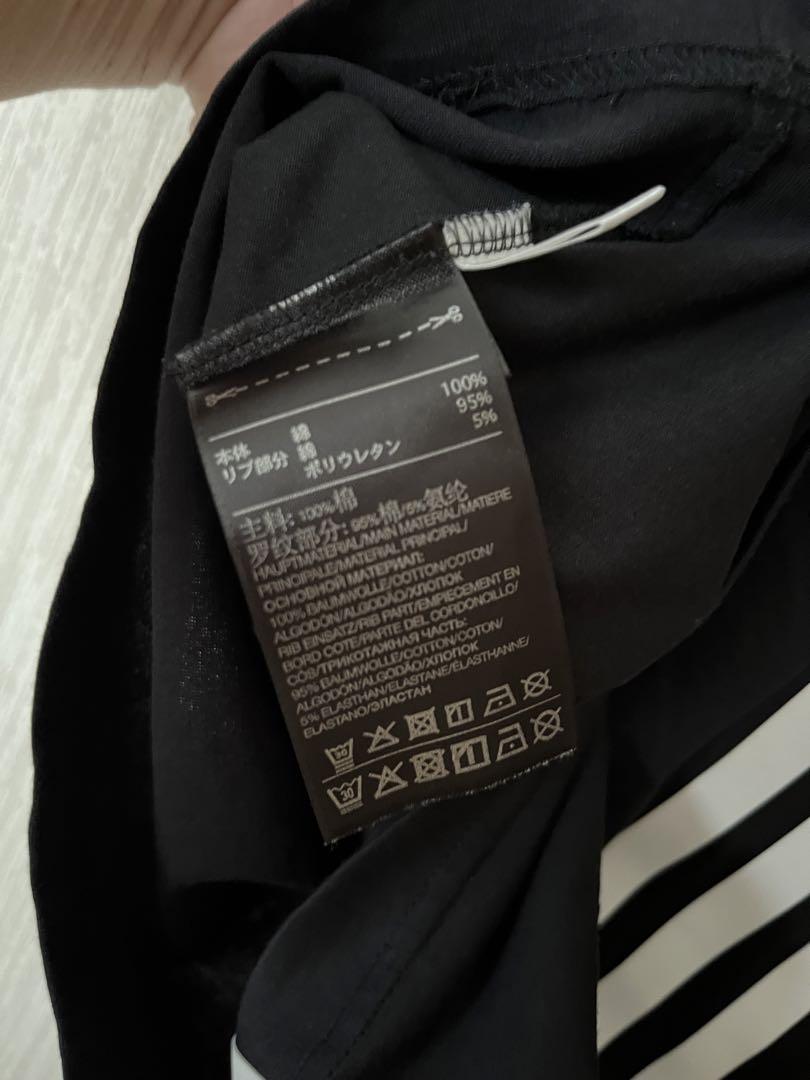 本体 綿 100%
リブ部分 綿 95%
ポリウレタン 5%
主料: 100%棉
罗纹部分: 95%棉/5%氨纶
HAUPTMATERIAL/MAIN MATERIAL/MATIERE
PRINCIPALE/MATERIAL PRINCIPAL/
ОСНОВНОЙ МАТЕРИАЛ:
100% BAUMWOLLE/COTTON/COTON/
ALGODÓN/ALGODÃO/ХЛОПОК
RIB EINSATZ/RIB PART/EMPIECEMENT EN
BORD COTE/PARTE DEL CORDONCILLO/
CÓS/ТРИКОТАЖНАЯ ЧАСТЬ:
95% BAUMWOLLE/COTTON/COTON/
ALGODÓN/ALGODÃO/ХЛОПОК
5% ELASTHAN/ELASTANE/ÉLASTHANNE/
ELASTANO/ЭЛАСТАН
30
30